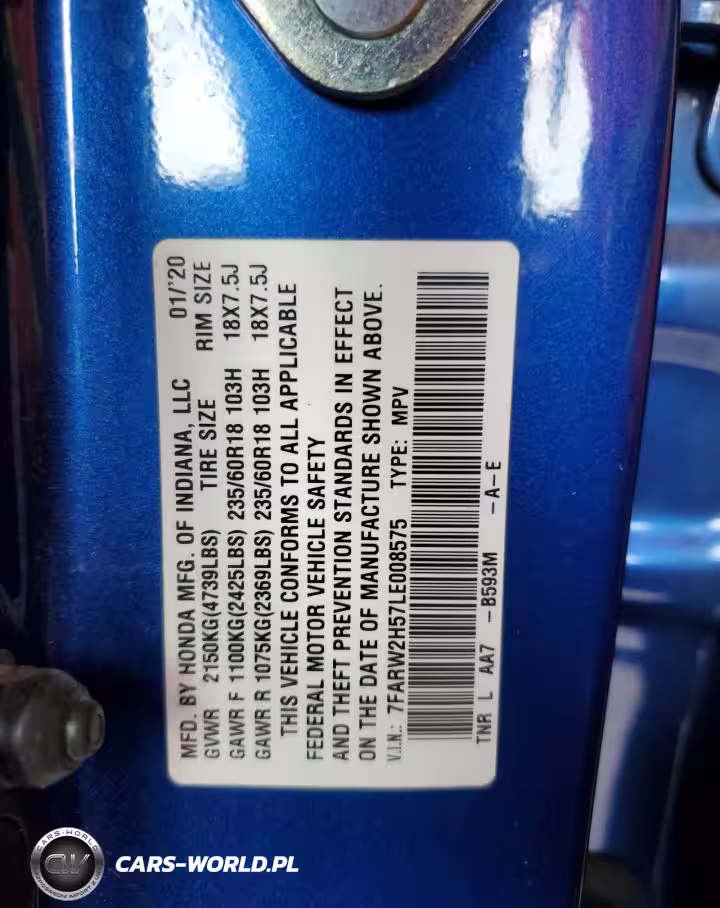 MFD. BY HONDA MFG. OF INDIANA, LLC 01/'20
GVWR 2150KG(4739LBS) TIRE SIZE RIM SIZE
GAWR F 1100KG(2425LBS) 235/60R18 103H 18X7.5J
GAWR R 1075KG(2369LBS) 235/60R18 103H 18X7.5J
THIS VEHICLE CONFORMS TO ALL APPLICABLE
FEDERAL MOTOR VEHICLE SAFETY
AND THEFT PREVENTION STANDARDS IN EFFECT
ON THE DATE OF MANUFACTURE SHOWN ABOVE.
V.I.N.: 7FARW2H57LE008575 TYPE: MPV
TNR L AA7 -B593M -A-E
CARS-WORLD
CW
CARS-WORLD.PL